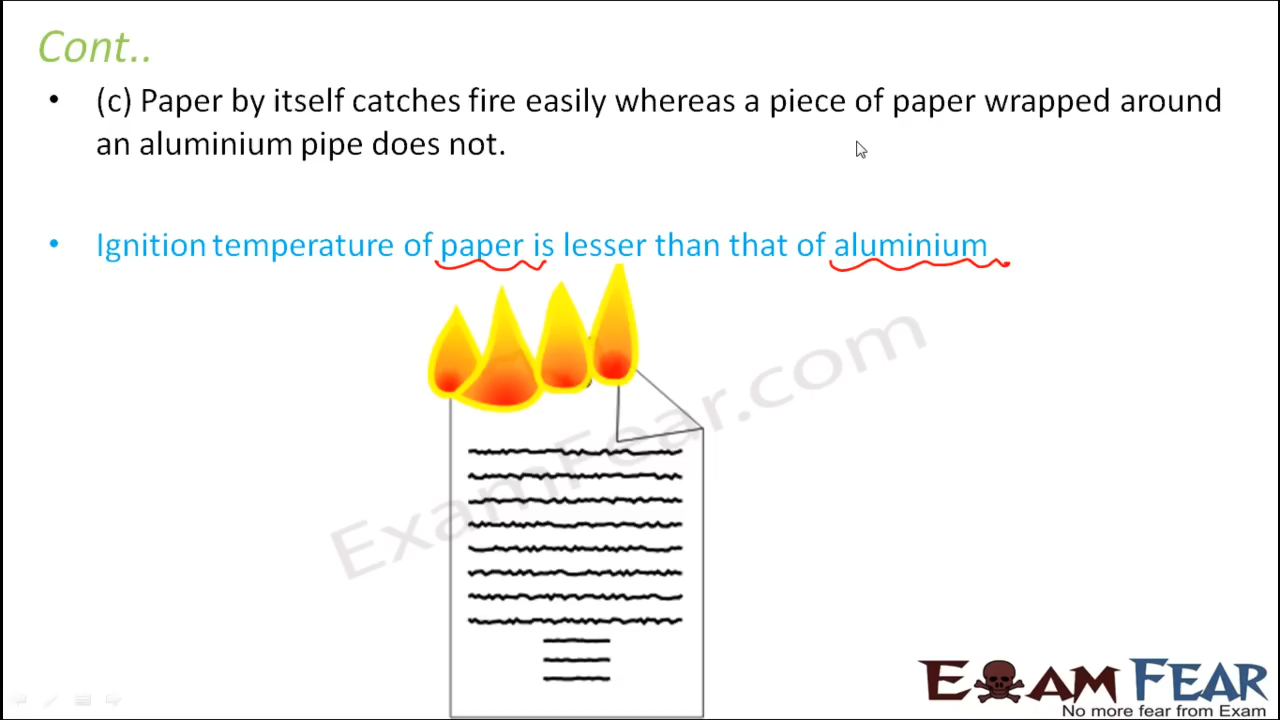 Cont..
• (c) Paper by itself catches fire easily whereas a piece of paper wrapped around
an aluminium pipe does not.
• Ignition temperature of paper is lesser than that of aluminium
ExamFear.com
EXAM FEAR
No more fear from Exam